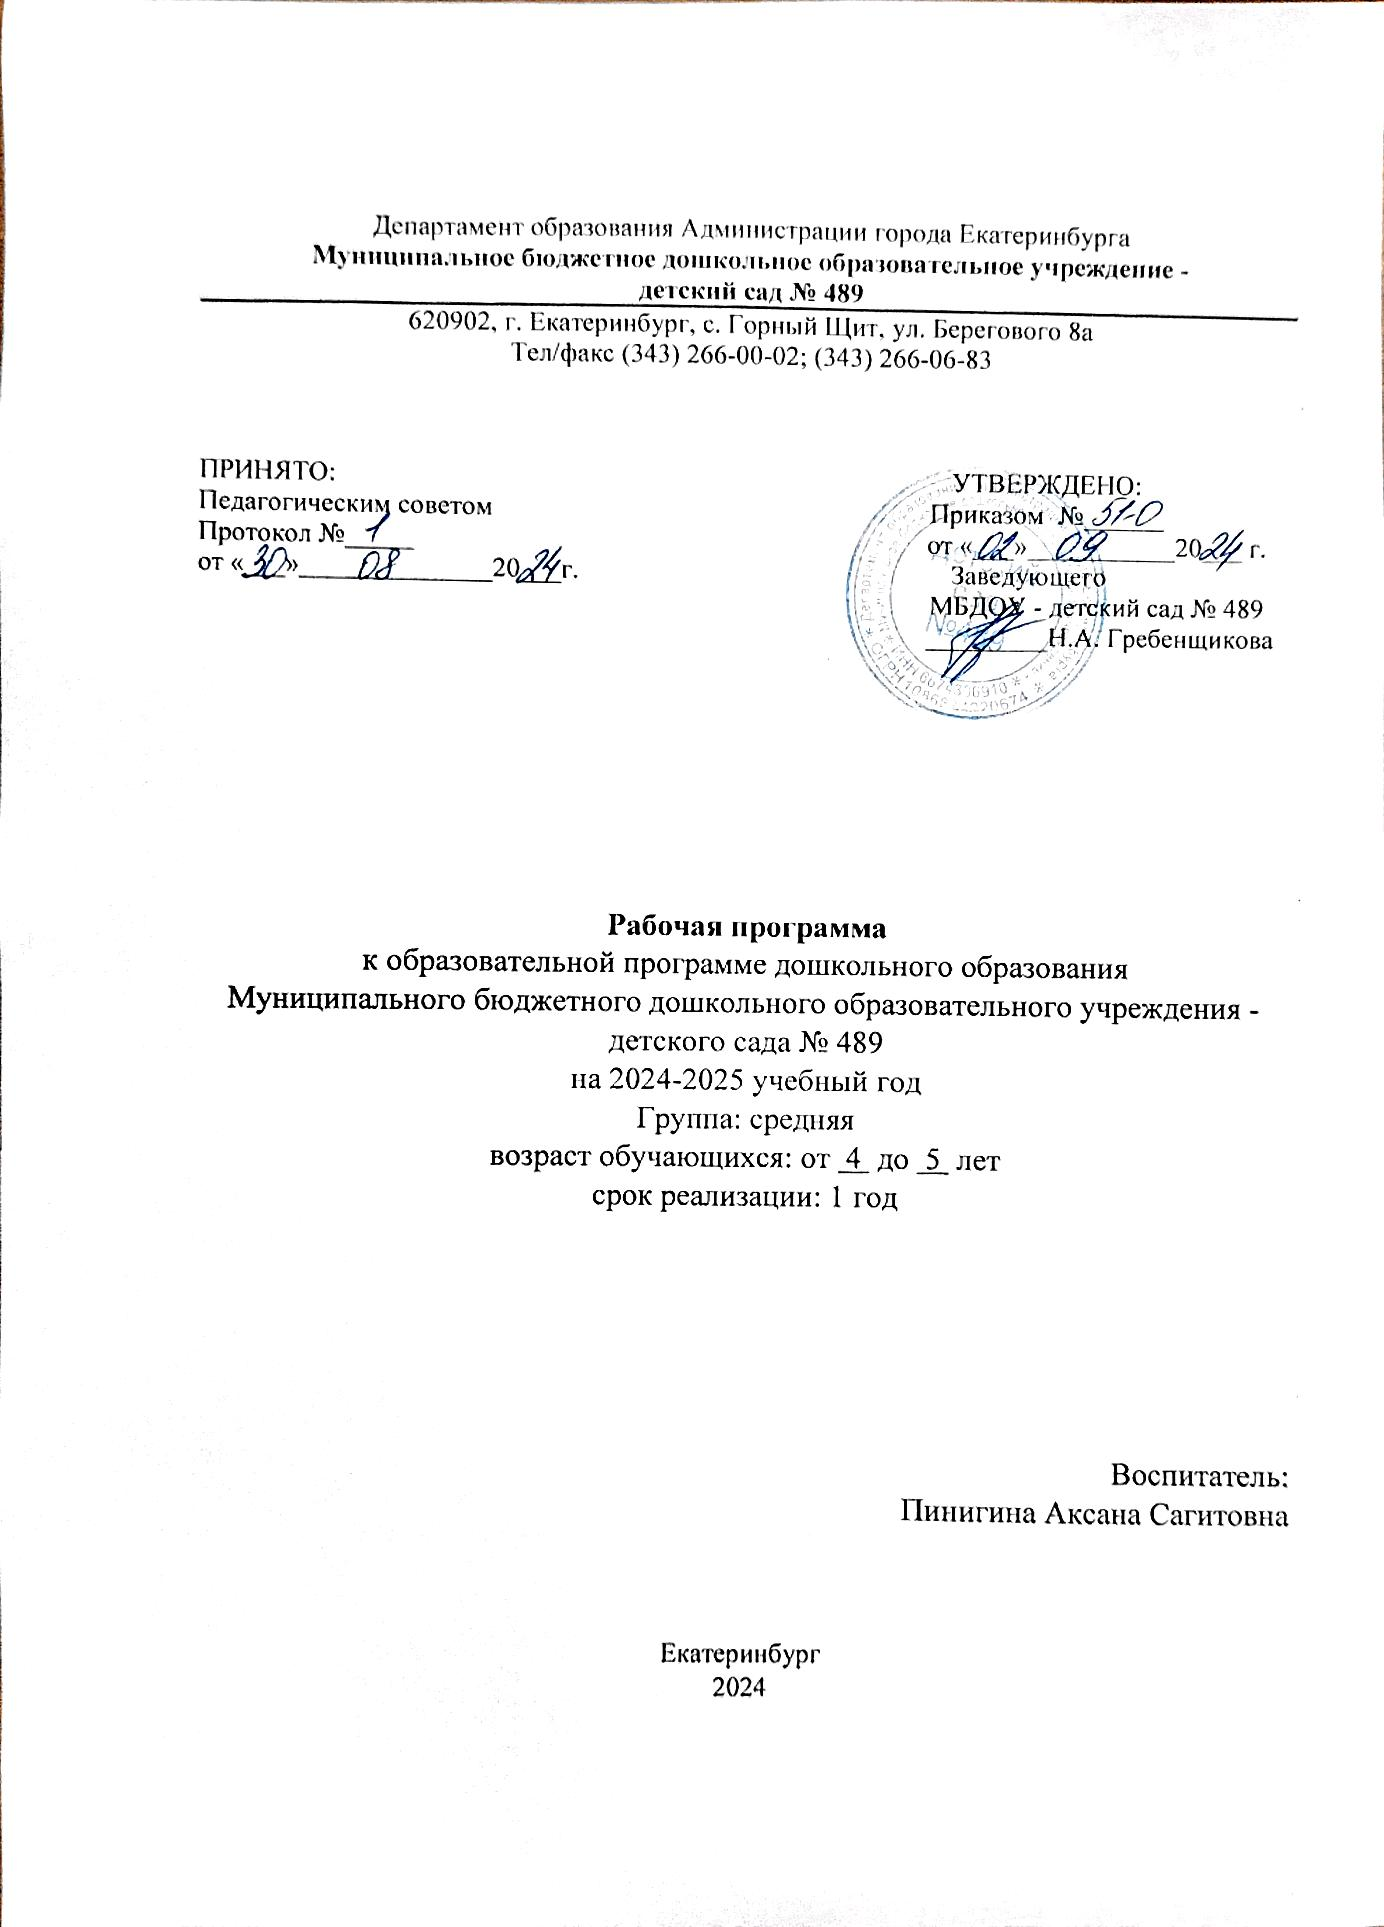 Департамент образования Администрации города Екатеринбурга
Муниципальное бюджетное дошкольное образовательное учреждение -
детский сад № 489
620902, г. Екатеринбург, с. Горный Щит, ул. Берегового 8а
Тел/факс (343) 266-00-02; (343) 266-06-83
ПРИНЯТО:
Педагогическим советом
Протокол № 1
от «30» 08 2024г.
УТВЕРЖДЕНО:
Приказом № 51-О
от «02» 09 2024 г.
Заведующего
МБДОУ - детский сад № 489
Н.А. Гребенщикова
Рабочая программа
к образовательной программе дошкольного образования
Муниципального бюджетного дошкольного образовательного учреждения -
детского сада № 489
на 2024-2025 учебный год
Группа: средняя
возраст обучающихся: от 4 до 5 лет
срок реализации: 1 год
Воспитатель:
Пинигина Аксана Сагитовна
Екатеринбург
2024